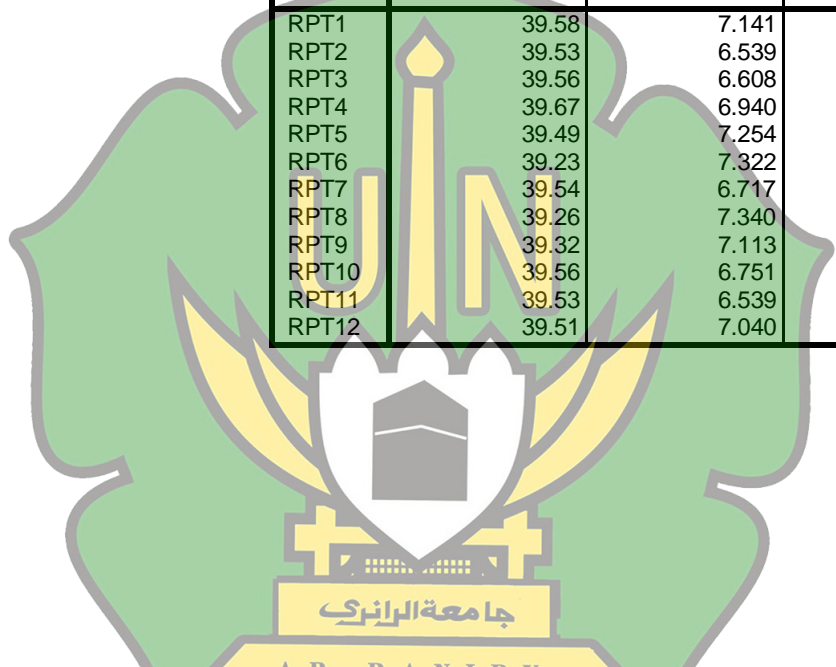 RPT1 39.58 7.141
RPT2 39.53 6.539
RPT3 39.56 6.608
RPT4 39.67 6.940
RPT5 39.49 7.254
RPT6 39.23 7.322
RPT7 39.54 6.717
RPT8 39.26 7.340
RPT9 39.32 7.113
RPT10 39.56 6.751
RPT11 39.53 6.539
RPT12 39.51 7.040
UIN
جامعةالرانري